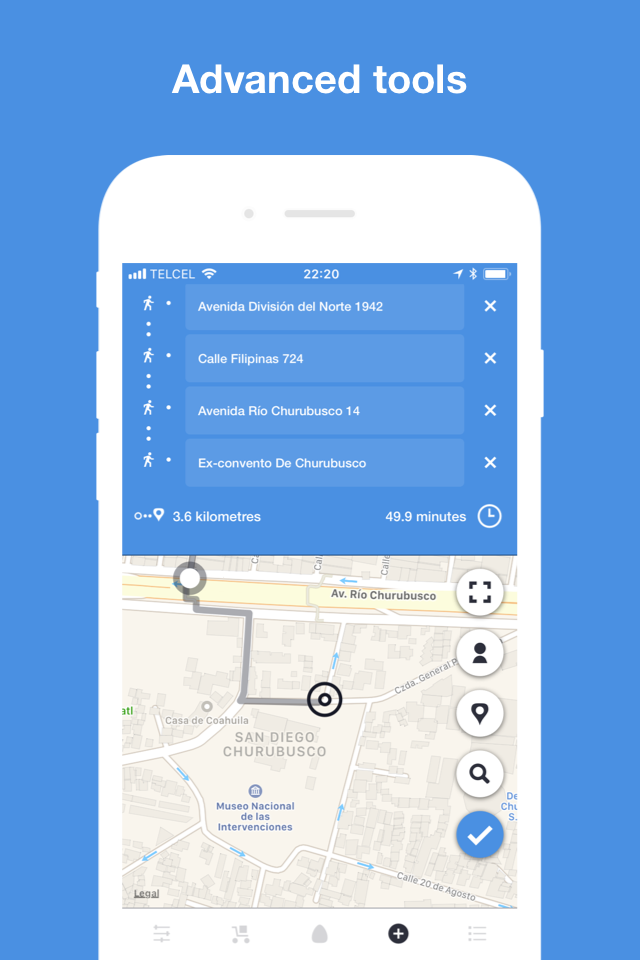 Advanced tools
TELCEL
22:20
Avenida División del Norte 1942
Calle Filipinas 724
Avenida Río Churubusco 14
Ex-convento De Churubusco
3.6 kilometres
49.9 minutes
Av. Río Churubusco
Czda. General P
Casa de Coahuila
SAN DIEGO
CHURUBUSCO
Museo Nacional
de las
Intervenciones
De
Chu
S.
Calle 20 de Agosto
Legal